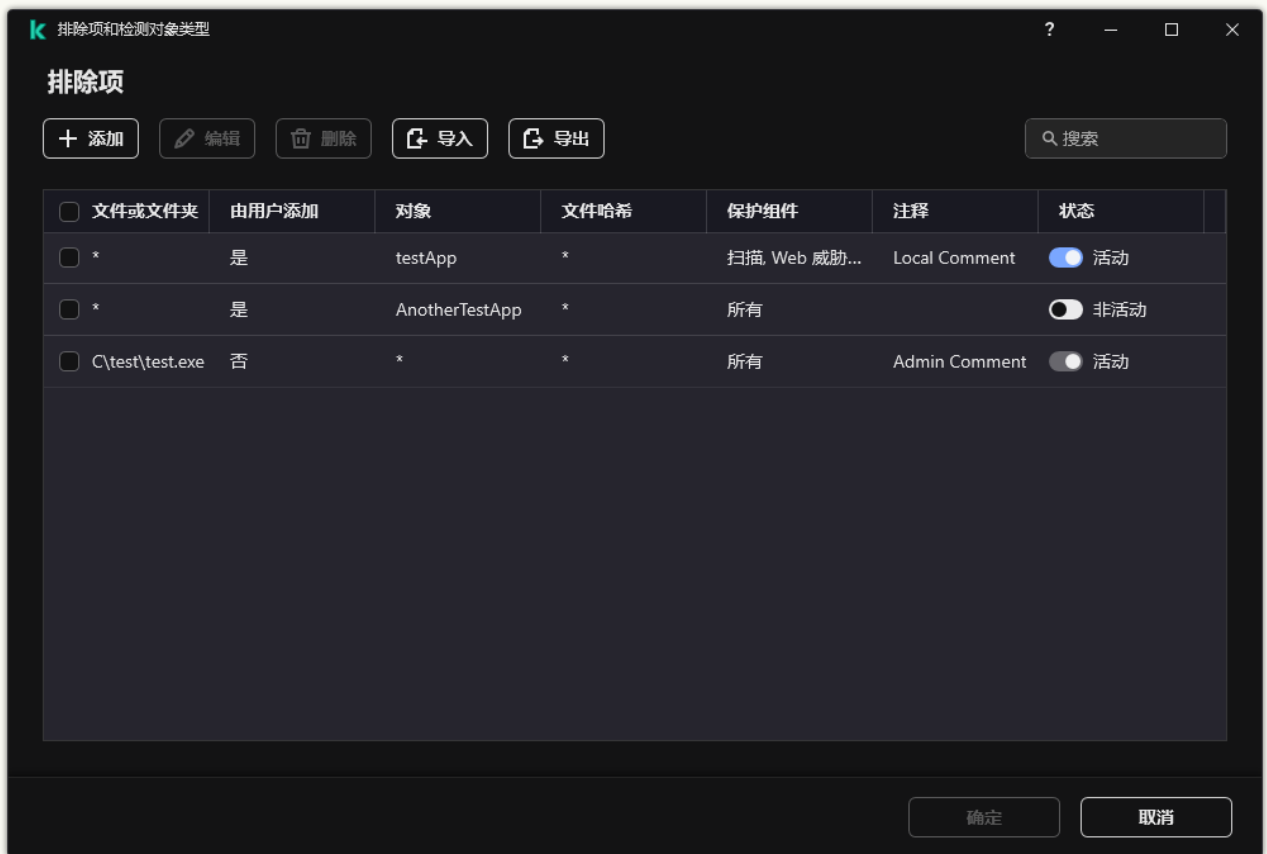 排除项和检测对象类型
排除项
添加 编辑 删除 导入 导出 搜索
文件或文件夹 由用户添加 对象 文件哈希 保护组件 注释 状态
* 是 testApp * 扫描, Web 威胁... Local Comment 活动
* 是 AnotherTestApp * 所有 非活动
C\test\test.exe 否 * * 所有 Admin Comment 活动
确定 取消